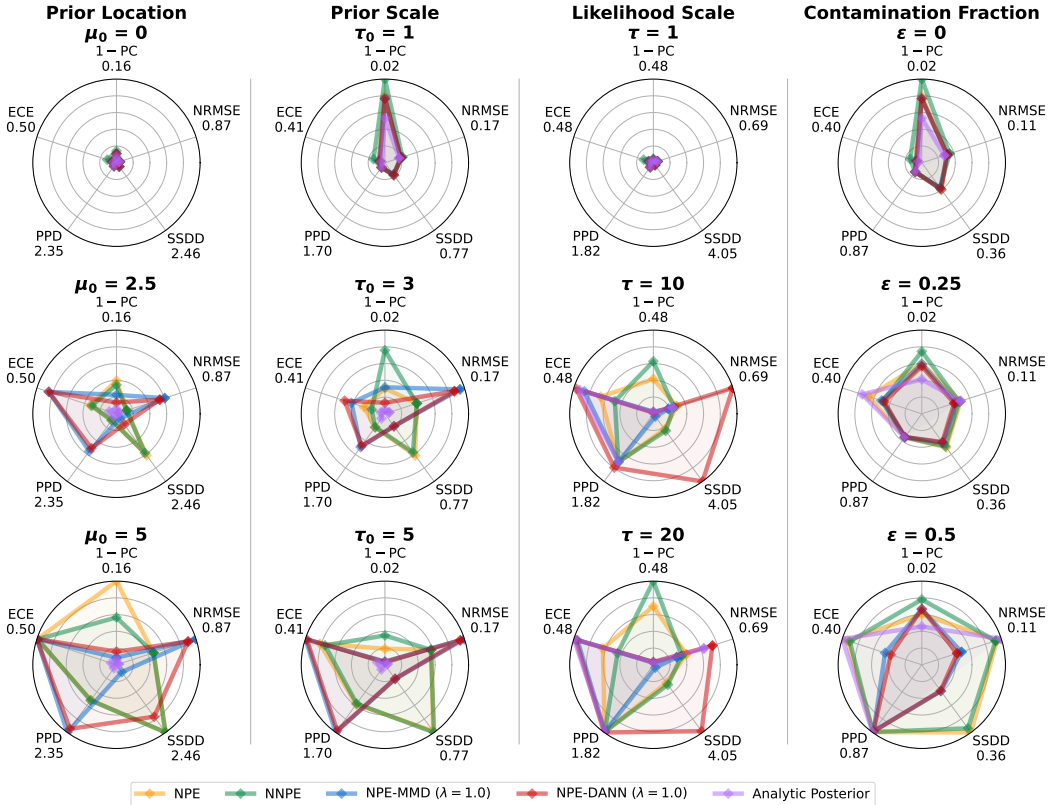 Prior Location
Prior Scale
Likelihood Scale
Contamination Fraction
μ₀ = 0
τ₀ = 1
τ = 1
ε = 0
1 − PC
0.16
NRMSE
0.87
SSDD
2.46
PPD
2.35
ECE
0.50
1 − PC
0.02
NRMSE
0.17
SSDD
0.77
PPD
1.70
ECE
0.41
1 − PC
0.48
NRMSE
0.69
SSDD
4.05
PPD
1.82
ECE
0.48
1 − PC
0.02
NRMSE
0.11
SSDD
0.36
PPD
0.87
ECE
0.40
μ₀ = 2.5
τ₀ = 3
τ = 10
ε = 0.25
1 − PC
0.16
NRMSE
0.87
SSDD
2.46
PPD
2.35
ECE
0.50
1 − PC
0.02
NRMSE
0.17
SSDD
0.77
PPD
1.70
ECE
0.41
1 − PC
0.48
NRMSE
0.69
SSDD
4.05
PPD
1.82
ECE
0.48
1 − PC
0.02
NRMSE
0.11
SSDD
0.36
PPD
0.87
ECE
0.40
μ₀ = 5
τ₀ = 5
τ = 20
ε = 0.5
1 − PC
0.16
NRMSE
0.87
SSDD
2.46
PPD
2.35
ECE
0.50
1 − PC
0.02
NRMSE
0.17
SSDD
0.77
PPD
1.70
ECE
0.41
1 − PC
0.48
NRMSE
0.69
SSDD
4.05
PPD
1.82
ECE
0.48
1 − PC
0.02
NRMSE
0.11
SSDD
0.36
PPD
0.87
ECE
0.40
NPE
NNPE
NPE-MMD (λ = 1.0)
NPE-DANN (λ = 1.0)
Analytic Posterior